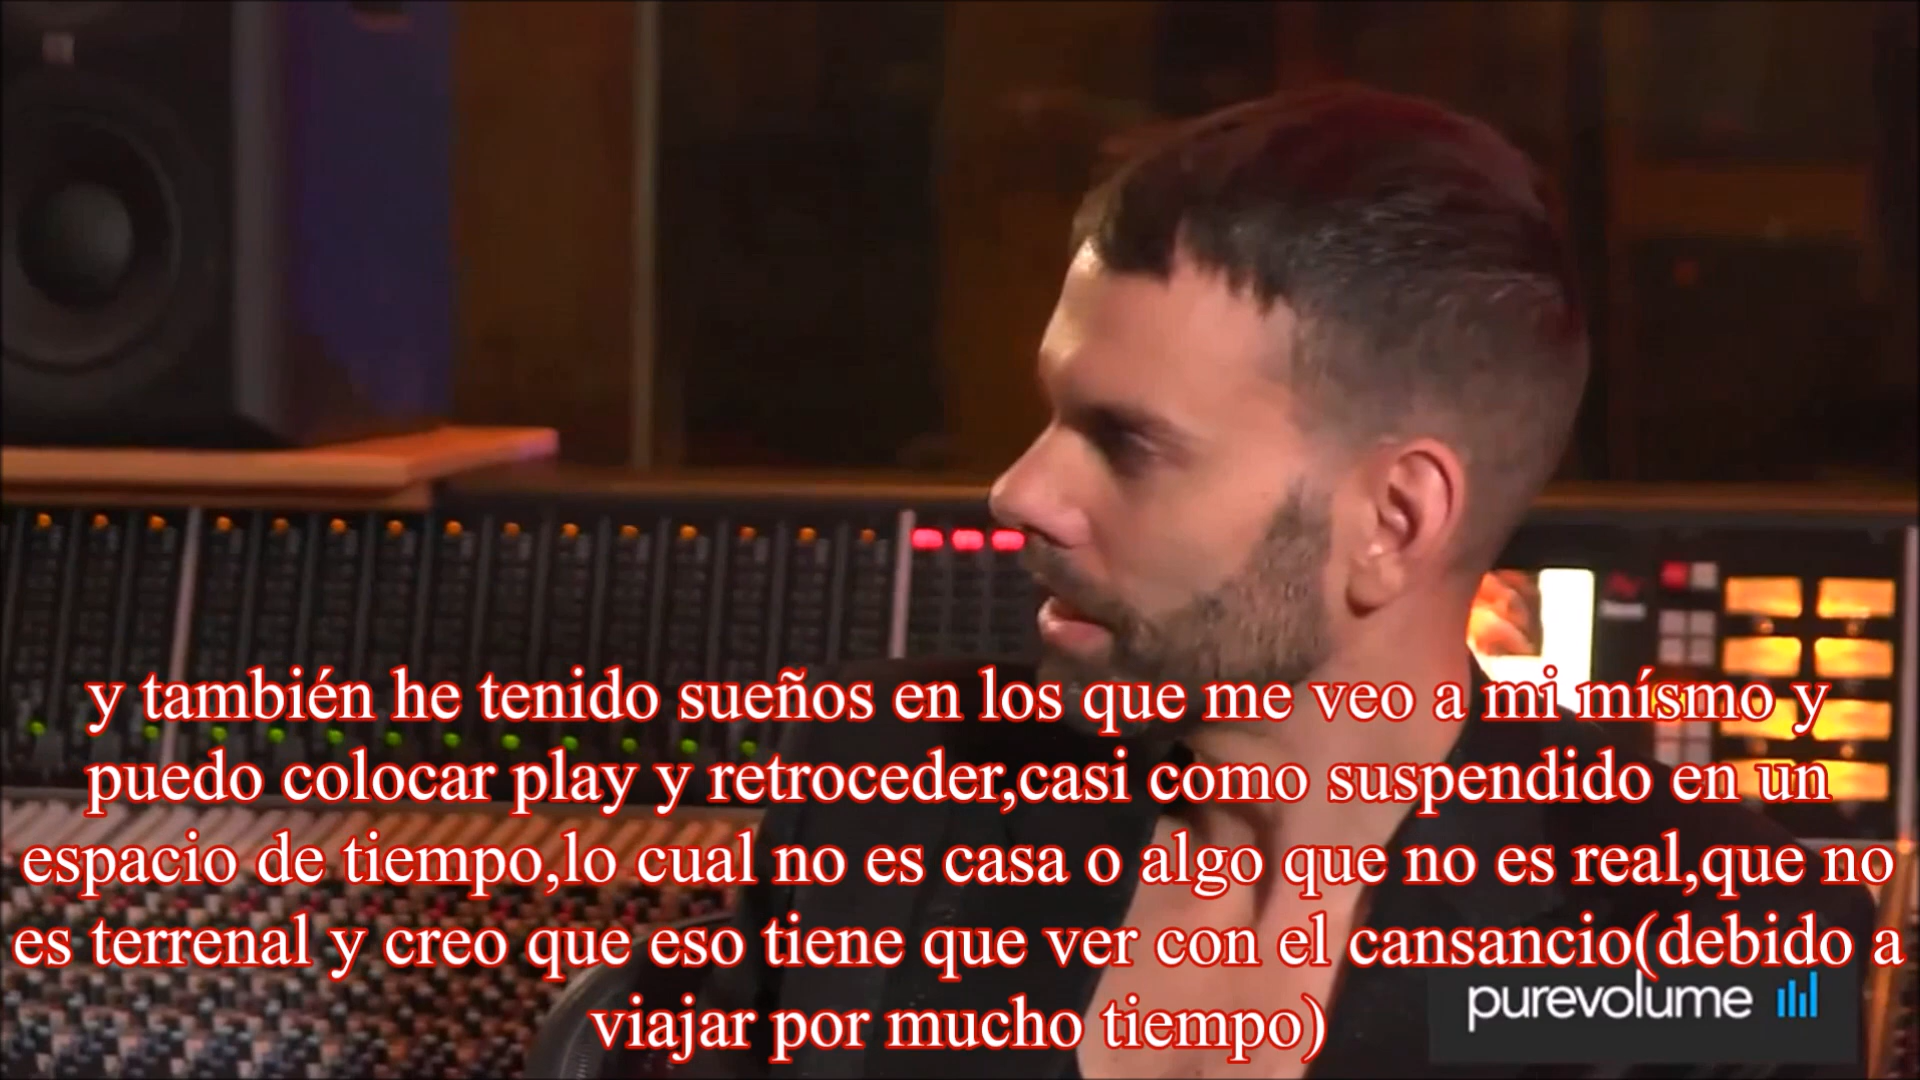 y también he tenido sueños en los que me veo a mi mísmo y
puedo colocar play y retroceder,casi como suspendido en un
espacio de tiempo,lo cual no es casa o algo que no es real,que no
es terrenal y creo que eso tiene que ver con el cansancio(debido a
viajar por mucho tiempo)
purevolume